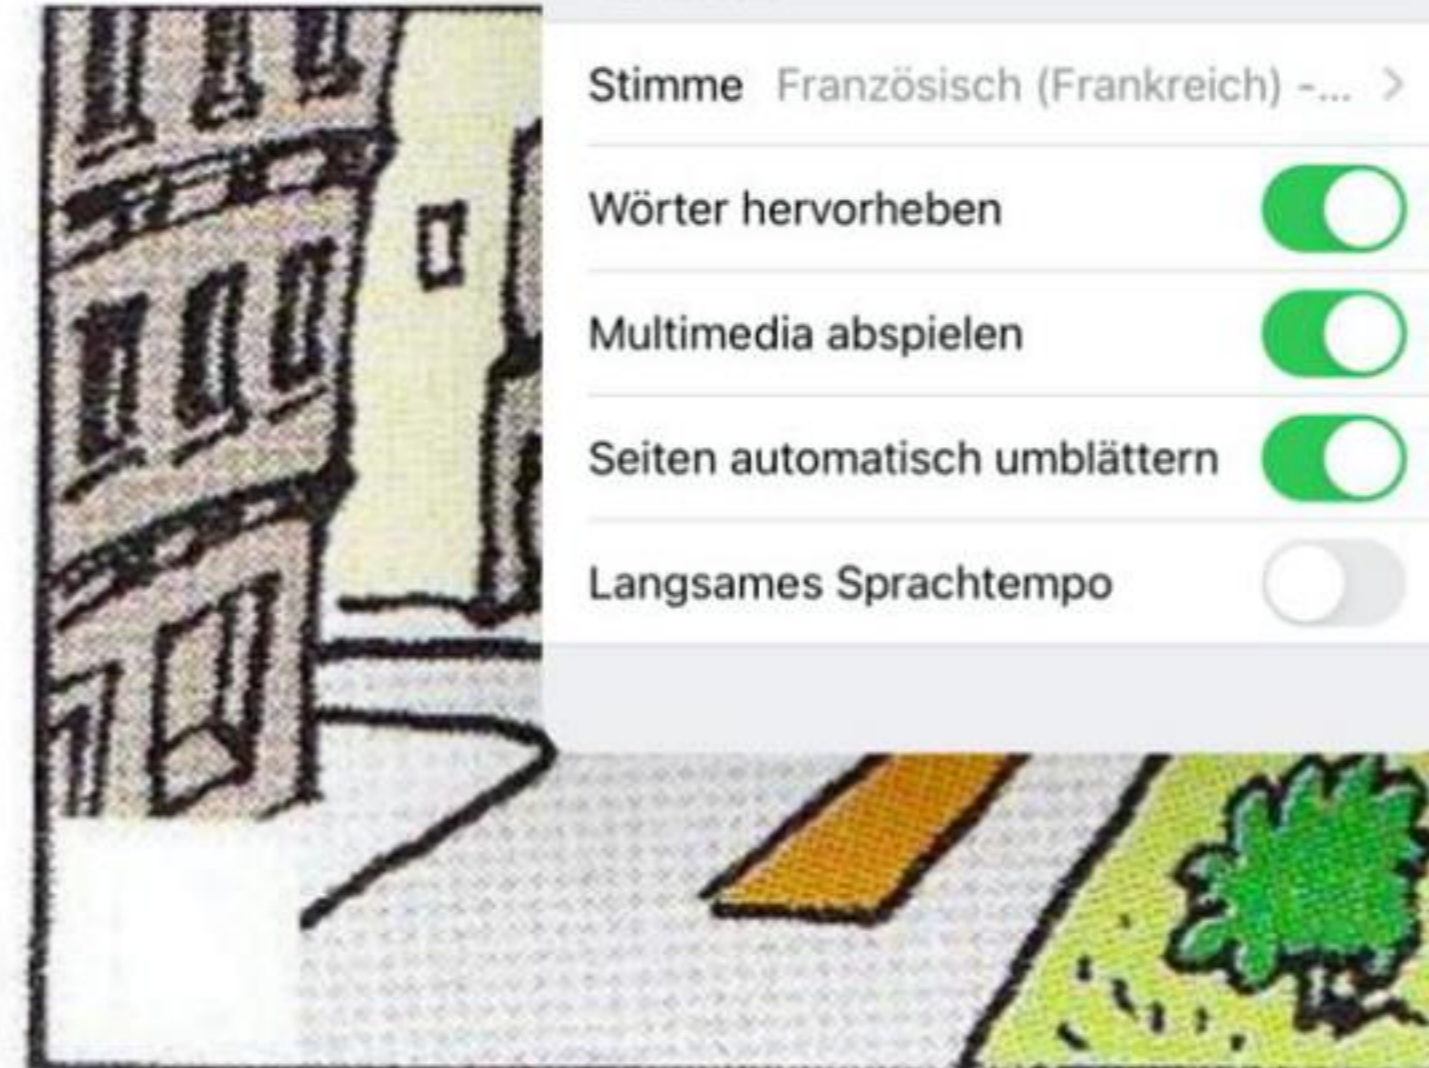 Stimme Französisch (Frankreich) -...
Wörter hervorheben
Multimedia abspielen
Seiten automatisch umblättern
Langsames Sprachtempo